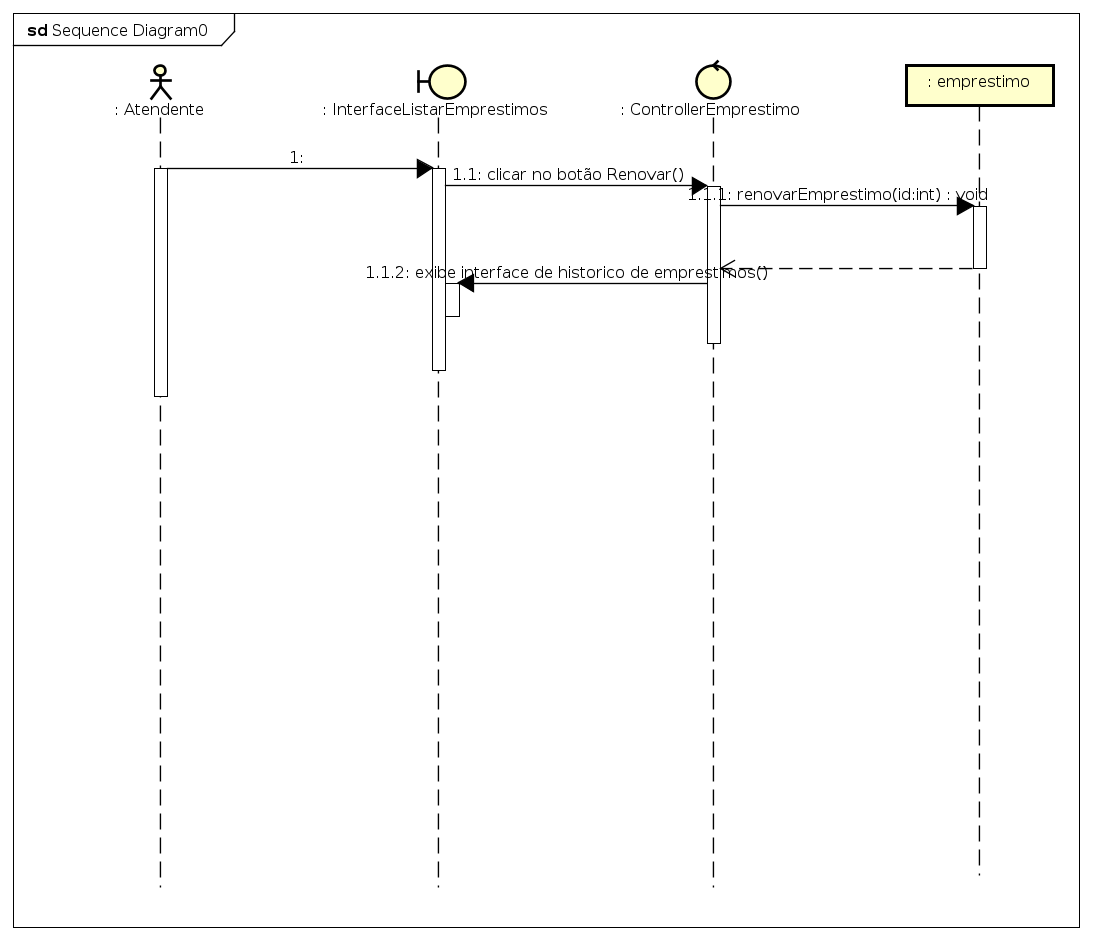 sd Sequence Diagram0
: Atendente
: InterfaceListarEmprestimos
: ControllerEmprestimo
: emprestimo
1:
1.1: clicar no botão Renovar()
1.1.1: renovarEmprestimo(id:int) : void
1.1.2: exibe interface de historico de emprestimos()